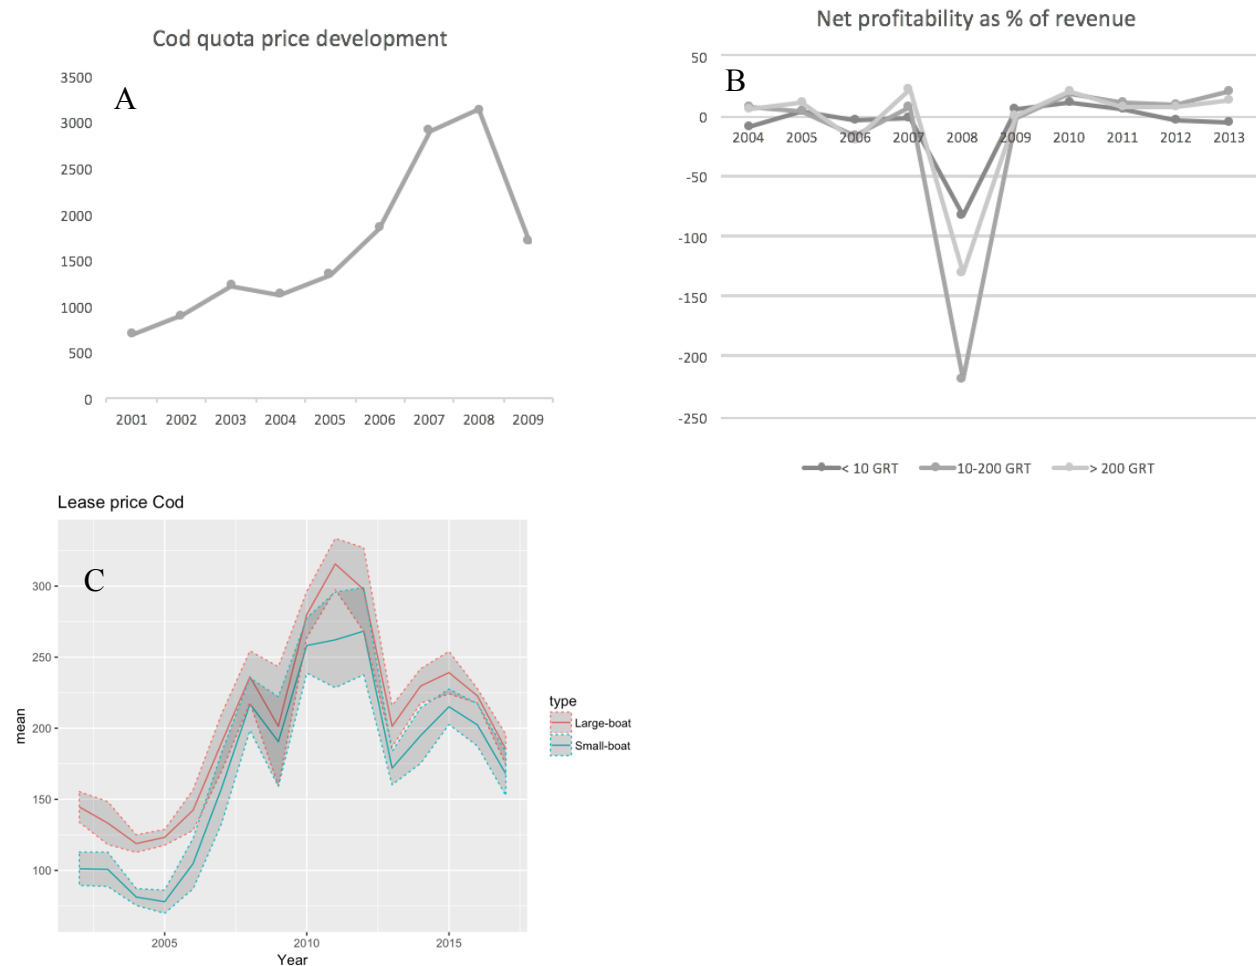 Cod quota price development
A
3500
3000
2500
2000
1500
1000
500
0
2001 2002 2003 2004 2005 2006 2007 2008 2009
Net profitability as % of revenue
B
50
0
2004 2005 2006 2007 2008 2009 2010 2011 2012 2013
-50
-100
-150
-200
-250
< 10 GRT 10-200 GRT > 200 GRT
Lease price Cod
C
300
250
200
150
100
mean
2005 2010 2015
Year
type
Large-boat
Small-boat